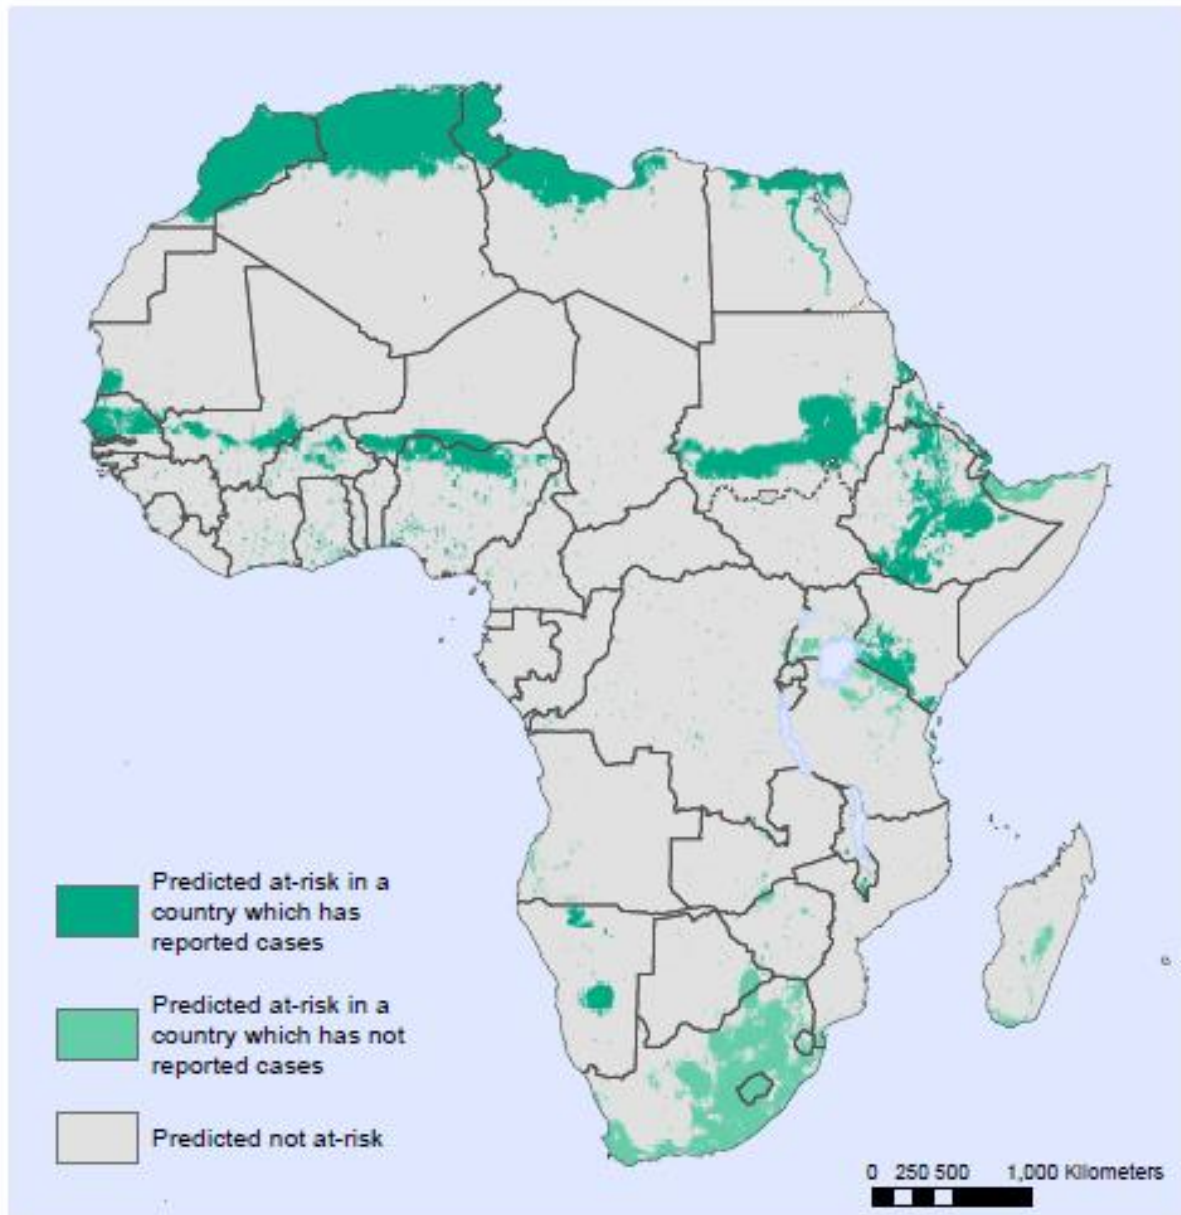 Predicted at-risk in a
country which has
reported cases
Predicted at-risk in a
country which has not
reported cases
Predicted not at-risk
0 250 500 1,000 Kilometers